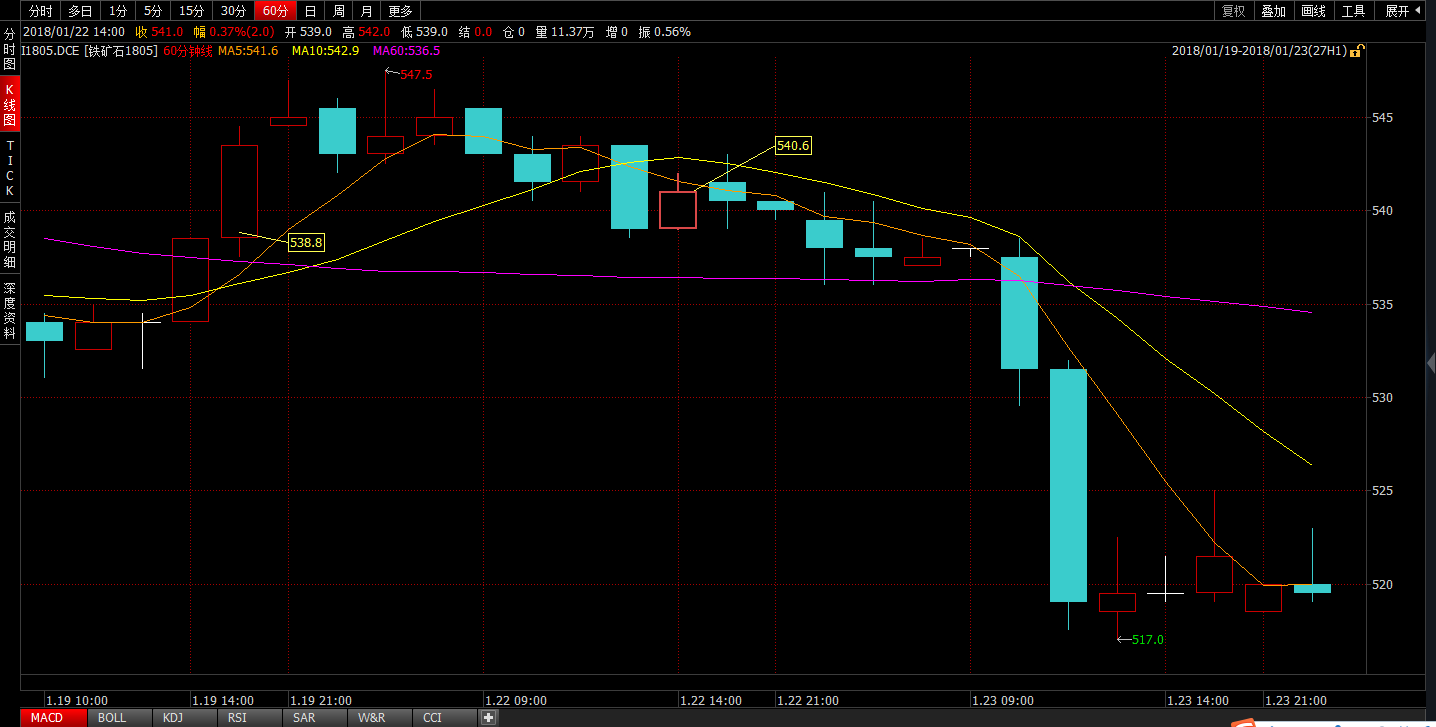 分时 多日 1分 5分 15分 30分 60分 日 周 月 更多 复权 叠加 画线 工具 展开
2018/01/22 14:00 收 541.0 幅 0.37%(2.0) 开 539.0 高 542.0 低 539.0 结 0.0 仓 0 量 11.37万 增 0 振 0.56%
I1805.DCE [铁矿石1805] 60分钟线 MA5:541.6 MA10:542.9 MA60:536.5 2018/01/19-2018/01/23(27H1)
分时图
K线图
TICK
成交明细
深度资料
547.5
540.6
538.8
517.0
545
540
535
530
525
520
1.19 10:00 1.19 14:00 1.19 21:00 1.22 09:00 1.22 14:00 1.22 21:00 1.23 09:00 1.23 14:00 1.23 21:00
MACD BOLL KDJ RSI SAR W&R CCI